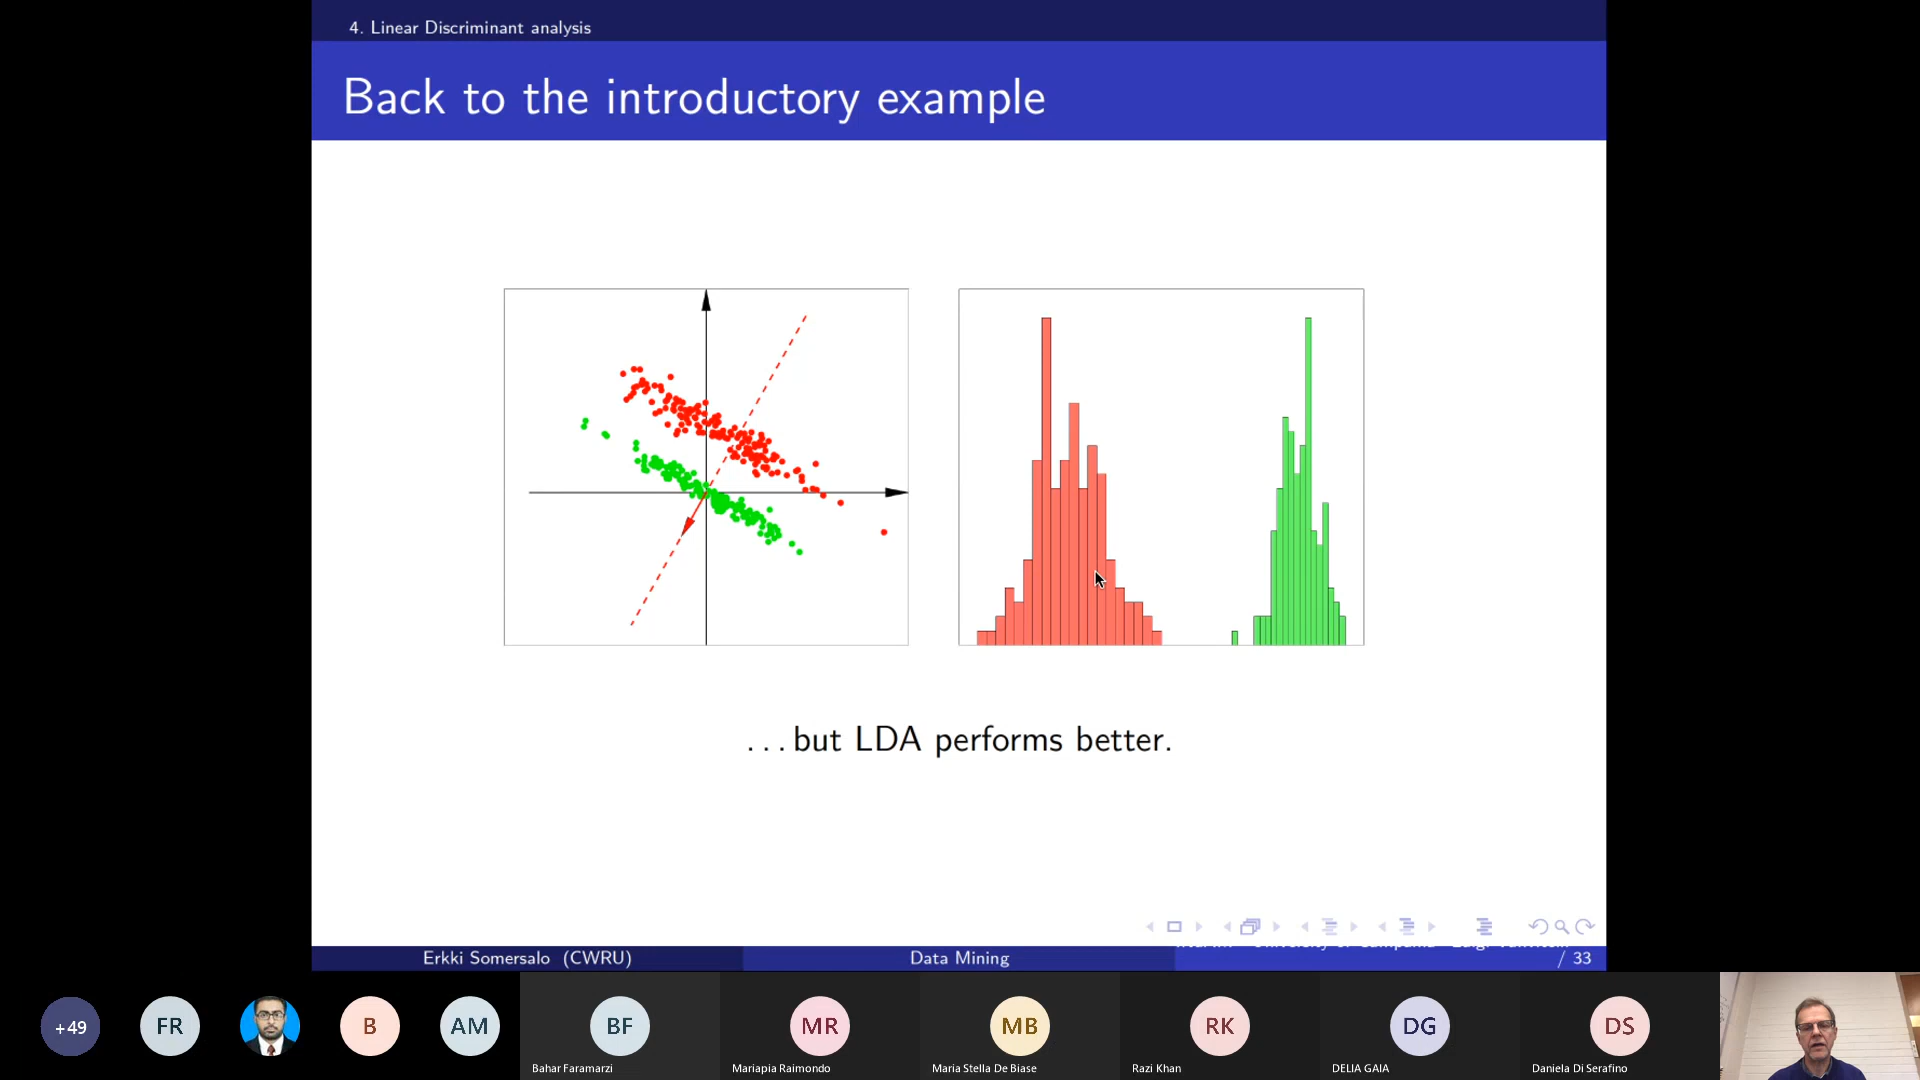 4. Linear Discriminant analysis
Back to the introductory example
. . . but LDA performs better.
Erkki Somersalo (CWRU)
Data Mining
/ 33
+49
FR
B
AM
BF
MR
MB
RK
DG
DS
Bahar Faramarzi
Mariapia Raimondo
Maria Stella De Biase
Razi Khan
DELIA GAIA
Daniela Di Serafino